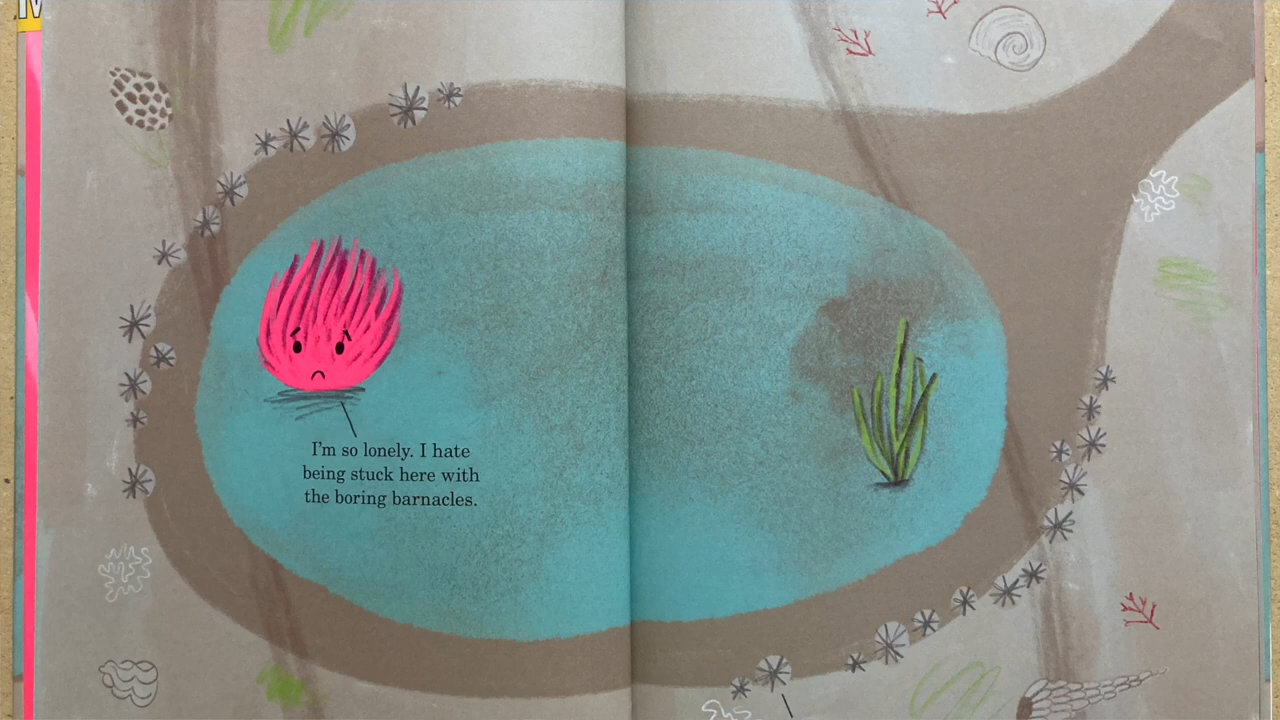 I'm so lonely. I hate
being stuck here with
the boring barnacles.